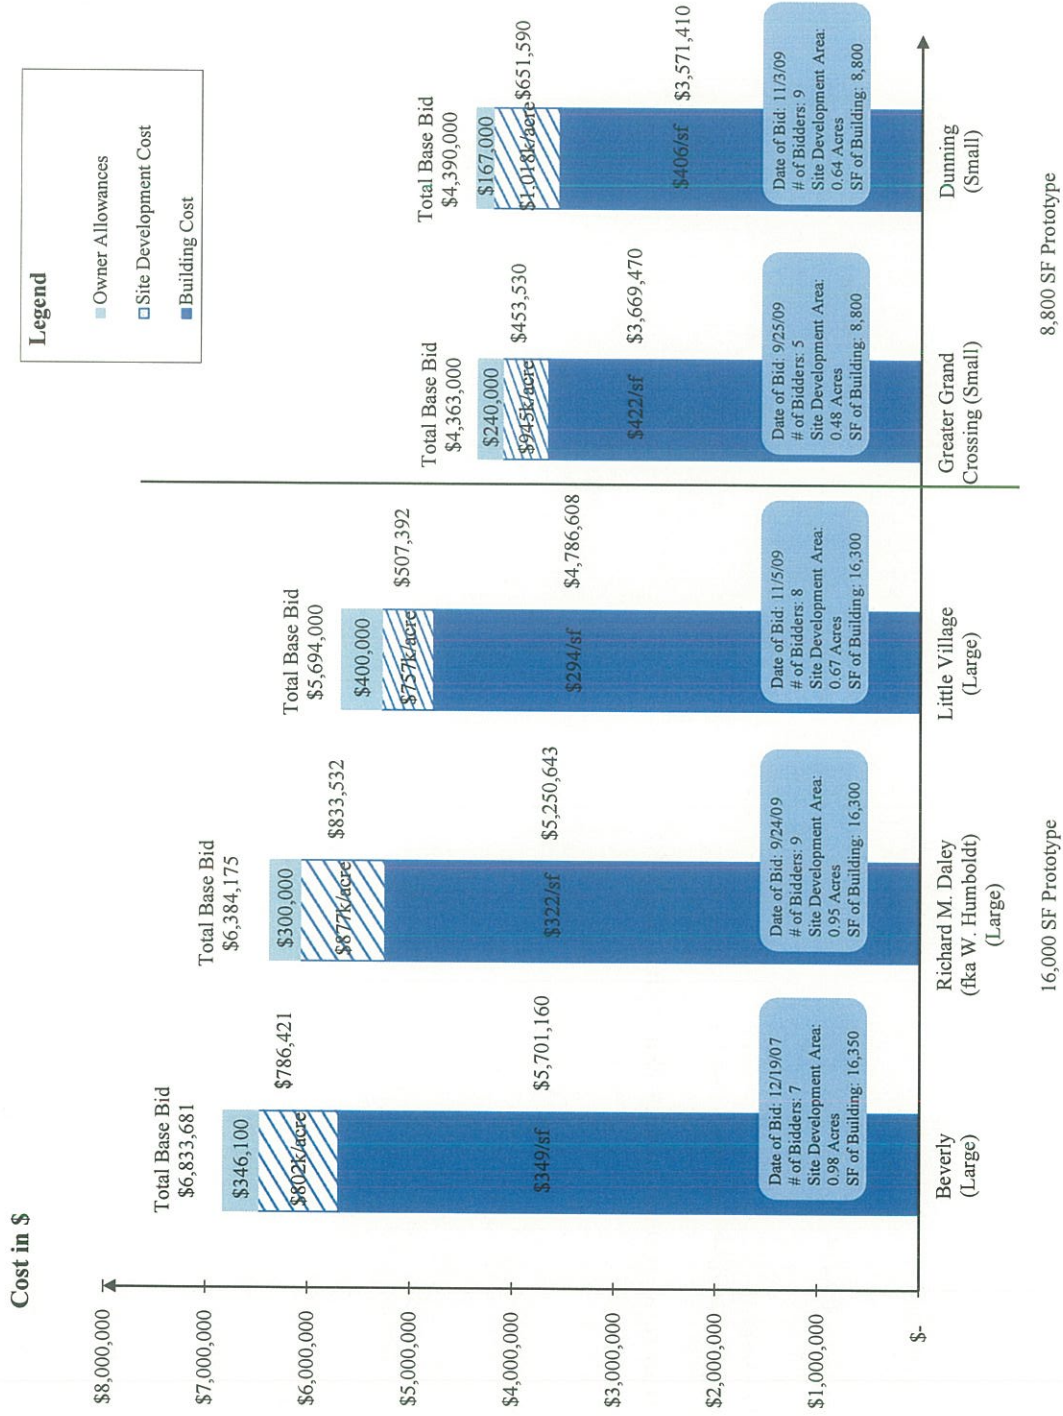 Cost in $
Legend
Owner Allowances
Site Development Cost
Building Cost
$8,000,000
$7,000,000
$6,000,000
$5,000,000
$4,000,000
$3,000,000
$2,000,000
$1,000,000
$-
Total Base Bid
$6,833,681
$346,100
$802k/acre
$786,421
$349/sf
$5,701,160
Date of Bid: 12/19/07
# of Bidders: 7
Site Development Area:
0.98 Acres
SF of Building: 16,350
Beverly
(Large)
Total Base Bid
$6,384,175
$300,000
$877k/acre
$833,532
$322/sf
$5,250,643
Date of Bid: 9/24/09
# of Bidders: 9
Site Development Area:
0.95 Acres
SF of Building: 16,300
Richard M. Daley
(fka W. Humboldt)
(Large)
Total Base Bid
$5,694,000
$400,000
$757k/acre
$507,392
$294/sf
$4,786,608
Date of Bid: 11/5/09
# of Bidders: 8
Site Development Area:
0.67 Acres
SF of Building: 16,300
Little Village
(Large)
Total Base Bid
$4,363,000
$240,000
$945k/acre
$453,530
$422/sf
$3,669,470
Date of Bid: 9/25/09
# of Bidders: 5
Site Development Area:
0.48 Acres
SF of Building: 8,800
Greater Grand
Crossing (Small)
Total Base Bid
$4,390,000
$167,000
$1,018k/acre
$651,590
$406/sf
$3,571,410
Date of Bid: 11/3/09
# of Bidders: 9
Site Development Area:
0.64 Acres
SF of Building: 8,800
Dunning
(Small)
16,000 SF Prototype
8,800 SF Prototype